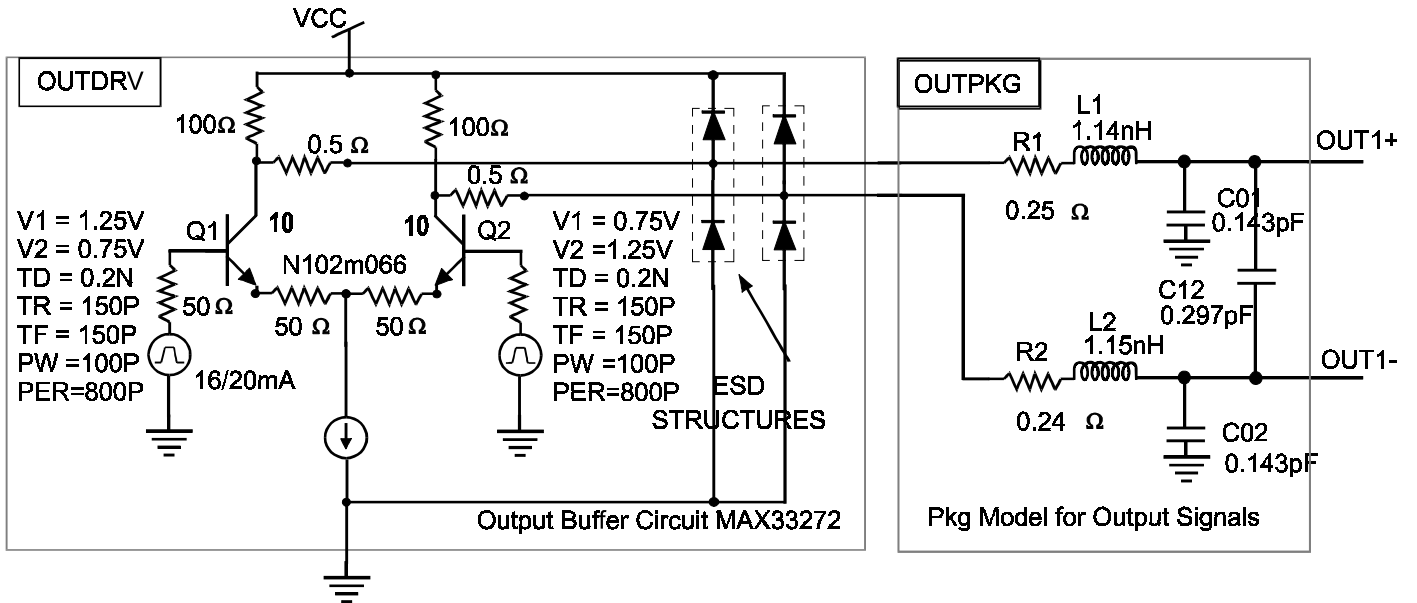 VCC
OUTDRV
100Ω
100Ω
0.5 Ω
0.5 Ω
V1 = 1.25V
V2 = 0.75V
TD = 0.2N
TR = 150P
TF = 150P
PW =100P
PER=800P
Q1
10
10
Q2
N102m066
50 Ω
50 Ω
50 Ω
16/20mA
V1 = 0.75V
V2 =1.25V
TD = 0.2N
TR = 150P
TF = 150P
PW =100P
PER=800P
ESD
STRUCTURES
Output Buffer Circuit MAX33272
OUTPKG
L1
1.14nH
R1
0.25 Ω
OUT1+
C01
0.143pF
C12
0.297pF
L2
1.15nH
R2
0.24 Ω
OUT1-
C02
0.143pF
Pkg Model for Output Signals